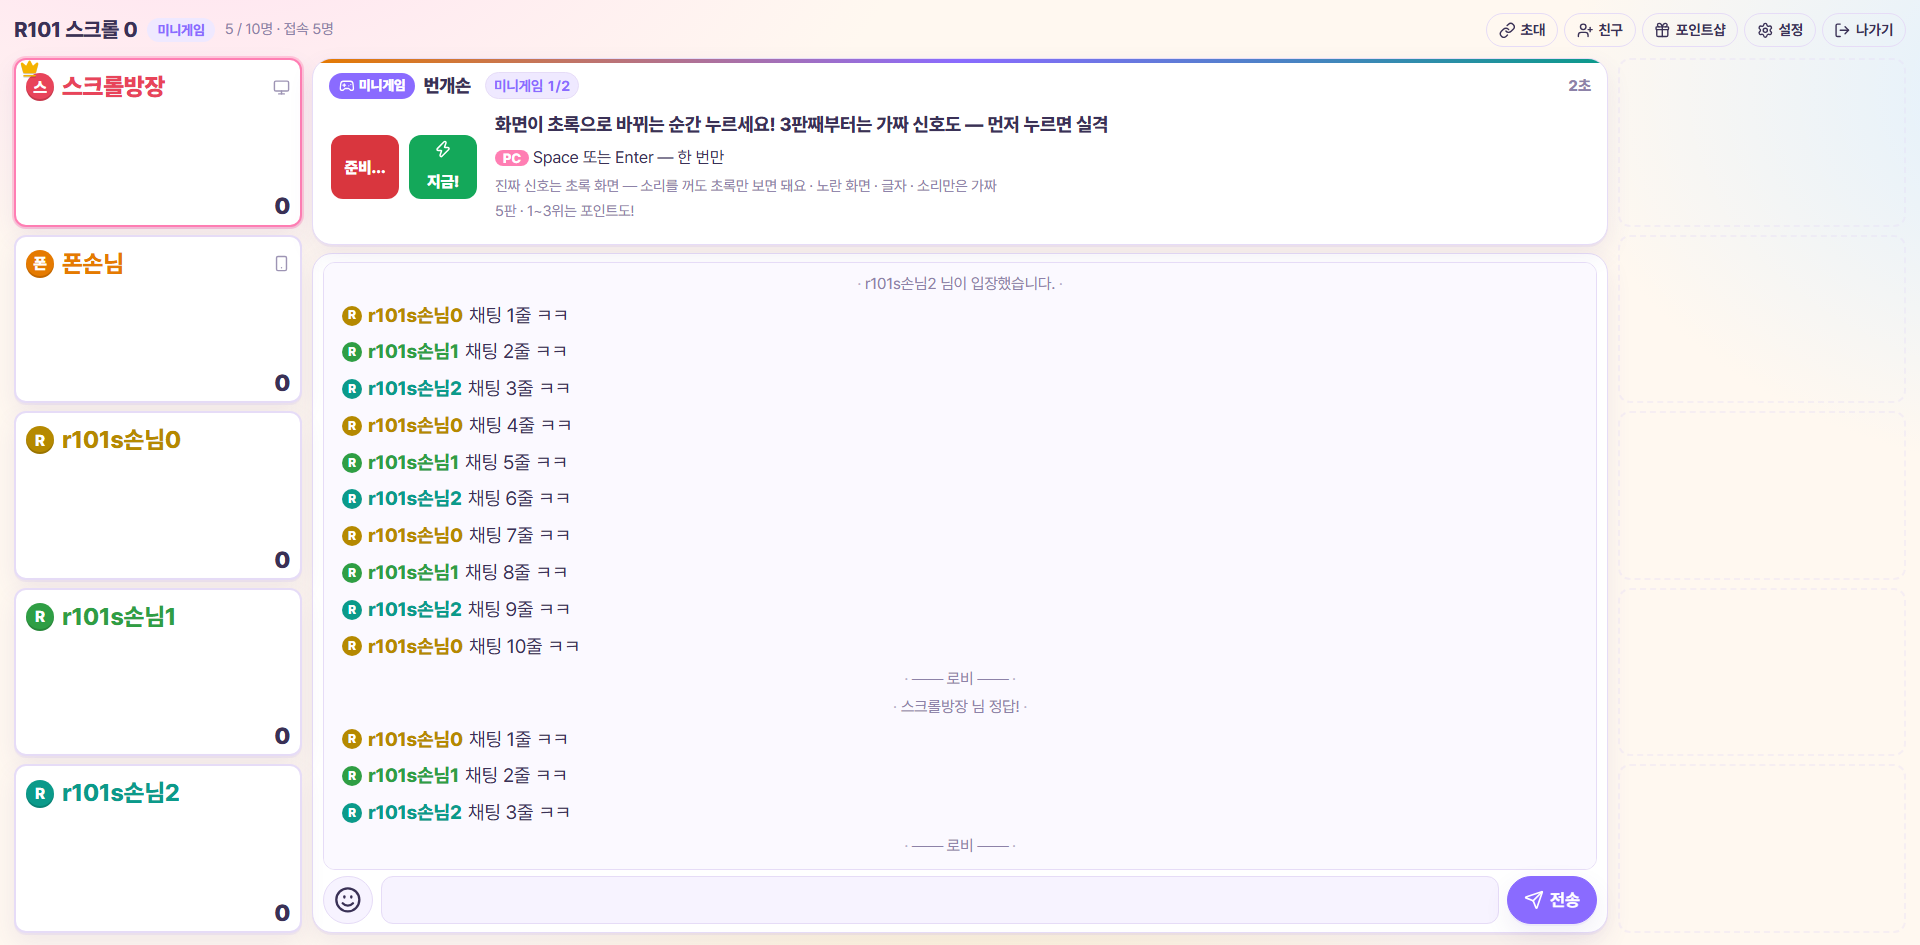 R101 스크롤 0 미니게임 5 / 10명 · 접속 5명
초대 친구 포인트샵 설정 나가기
스 스크롤방장
0
폰 폰손님
0
R r101s손님0
0
R r101s손님1
0
R r101s손님2
0
미니게임 번개손 미니게임 1/2 2초
준비...
지금!
화면이 초록으로 바뀌는 순간 누르세요! 3판째부터는 가짜 신호도 — 먼저 누르면 실격
PC Space 또는 Enter — 한 번만
진짜 신호는 초록 화면 — 소리를 꺼도 초록만 보면 돼요 · 노란 화면 · 글자 · 소리만은 가짜
5판 · 1~3위는 포인트도!
· r101s손님2 님이 입장했습니다. ·
R r101s손님0 채팅 1줄 ㅋㅋ
R r101s손님1 채팅 2줄 ㅋㅋ
R r101s손님2 채팅 3줄 ㅋㅋ
R r101s손님0 채팅 4줄 ㅋㅋ
R r101s손님1 채팅 5줄 ㅋㅋ
R r101s손님2 채팅 6줄 ㅋㅋ
R r101s손님0 채팅 7줄 ㅋㅋ
R r101s손님1 채팅 8줄 ㅋㅋ
R r101s손님2 채팅 9줄 ㅋㅋ
R r101s손님0 채팅 10줄 ㅋㅋ
· —— 로비 —— ·
· 스크롤방장 님 정답! ·
R r101s손님0 채팅 1줄 ㅋㅋ
R r101s손님1 채팅 2줄 ㅋㅋ
R r101s손님2 채팅 3줄 ㅋㅋ
· —— 로비 —— ·
전송